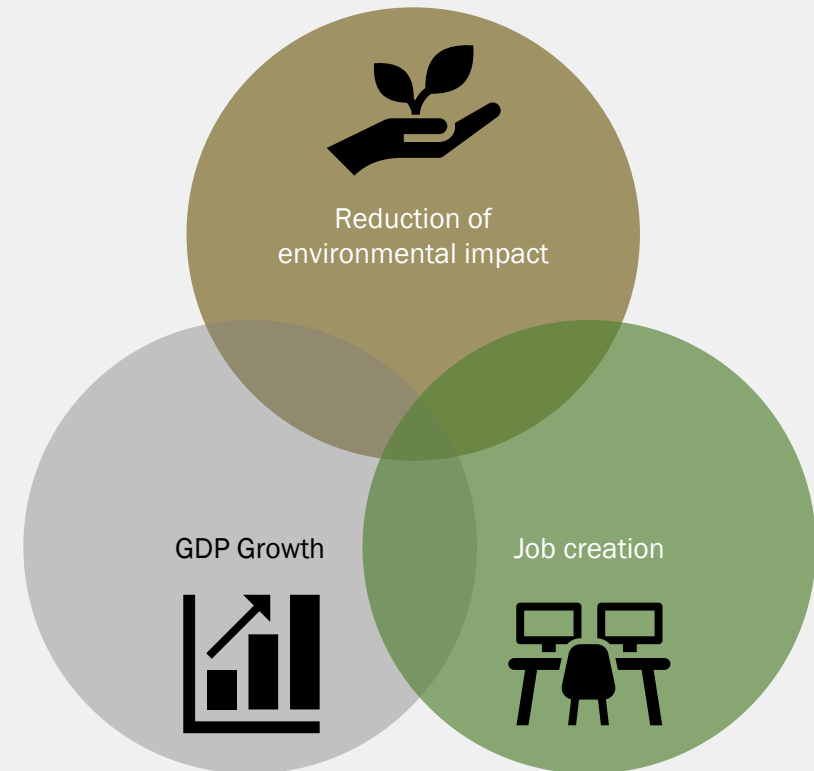 Reduction of
environmental impact
GDP Growth
Job creation